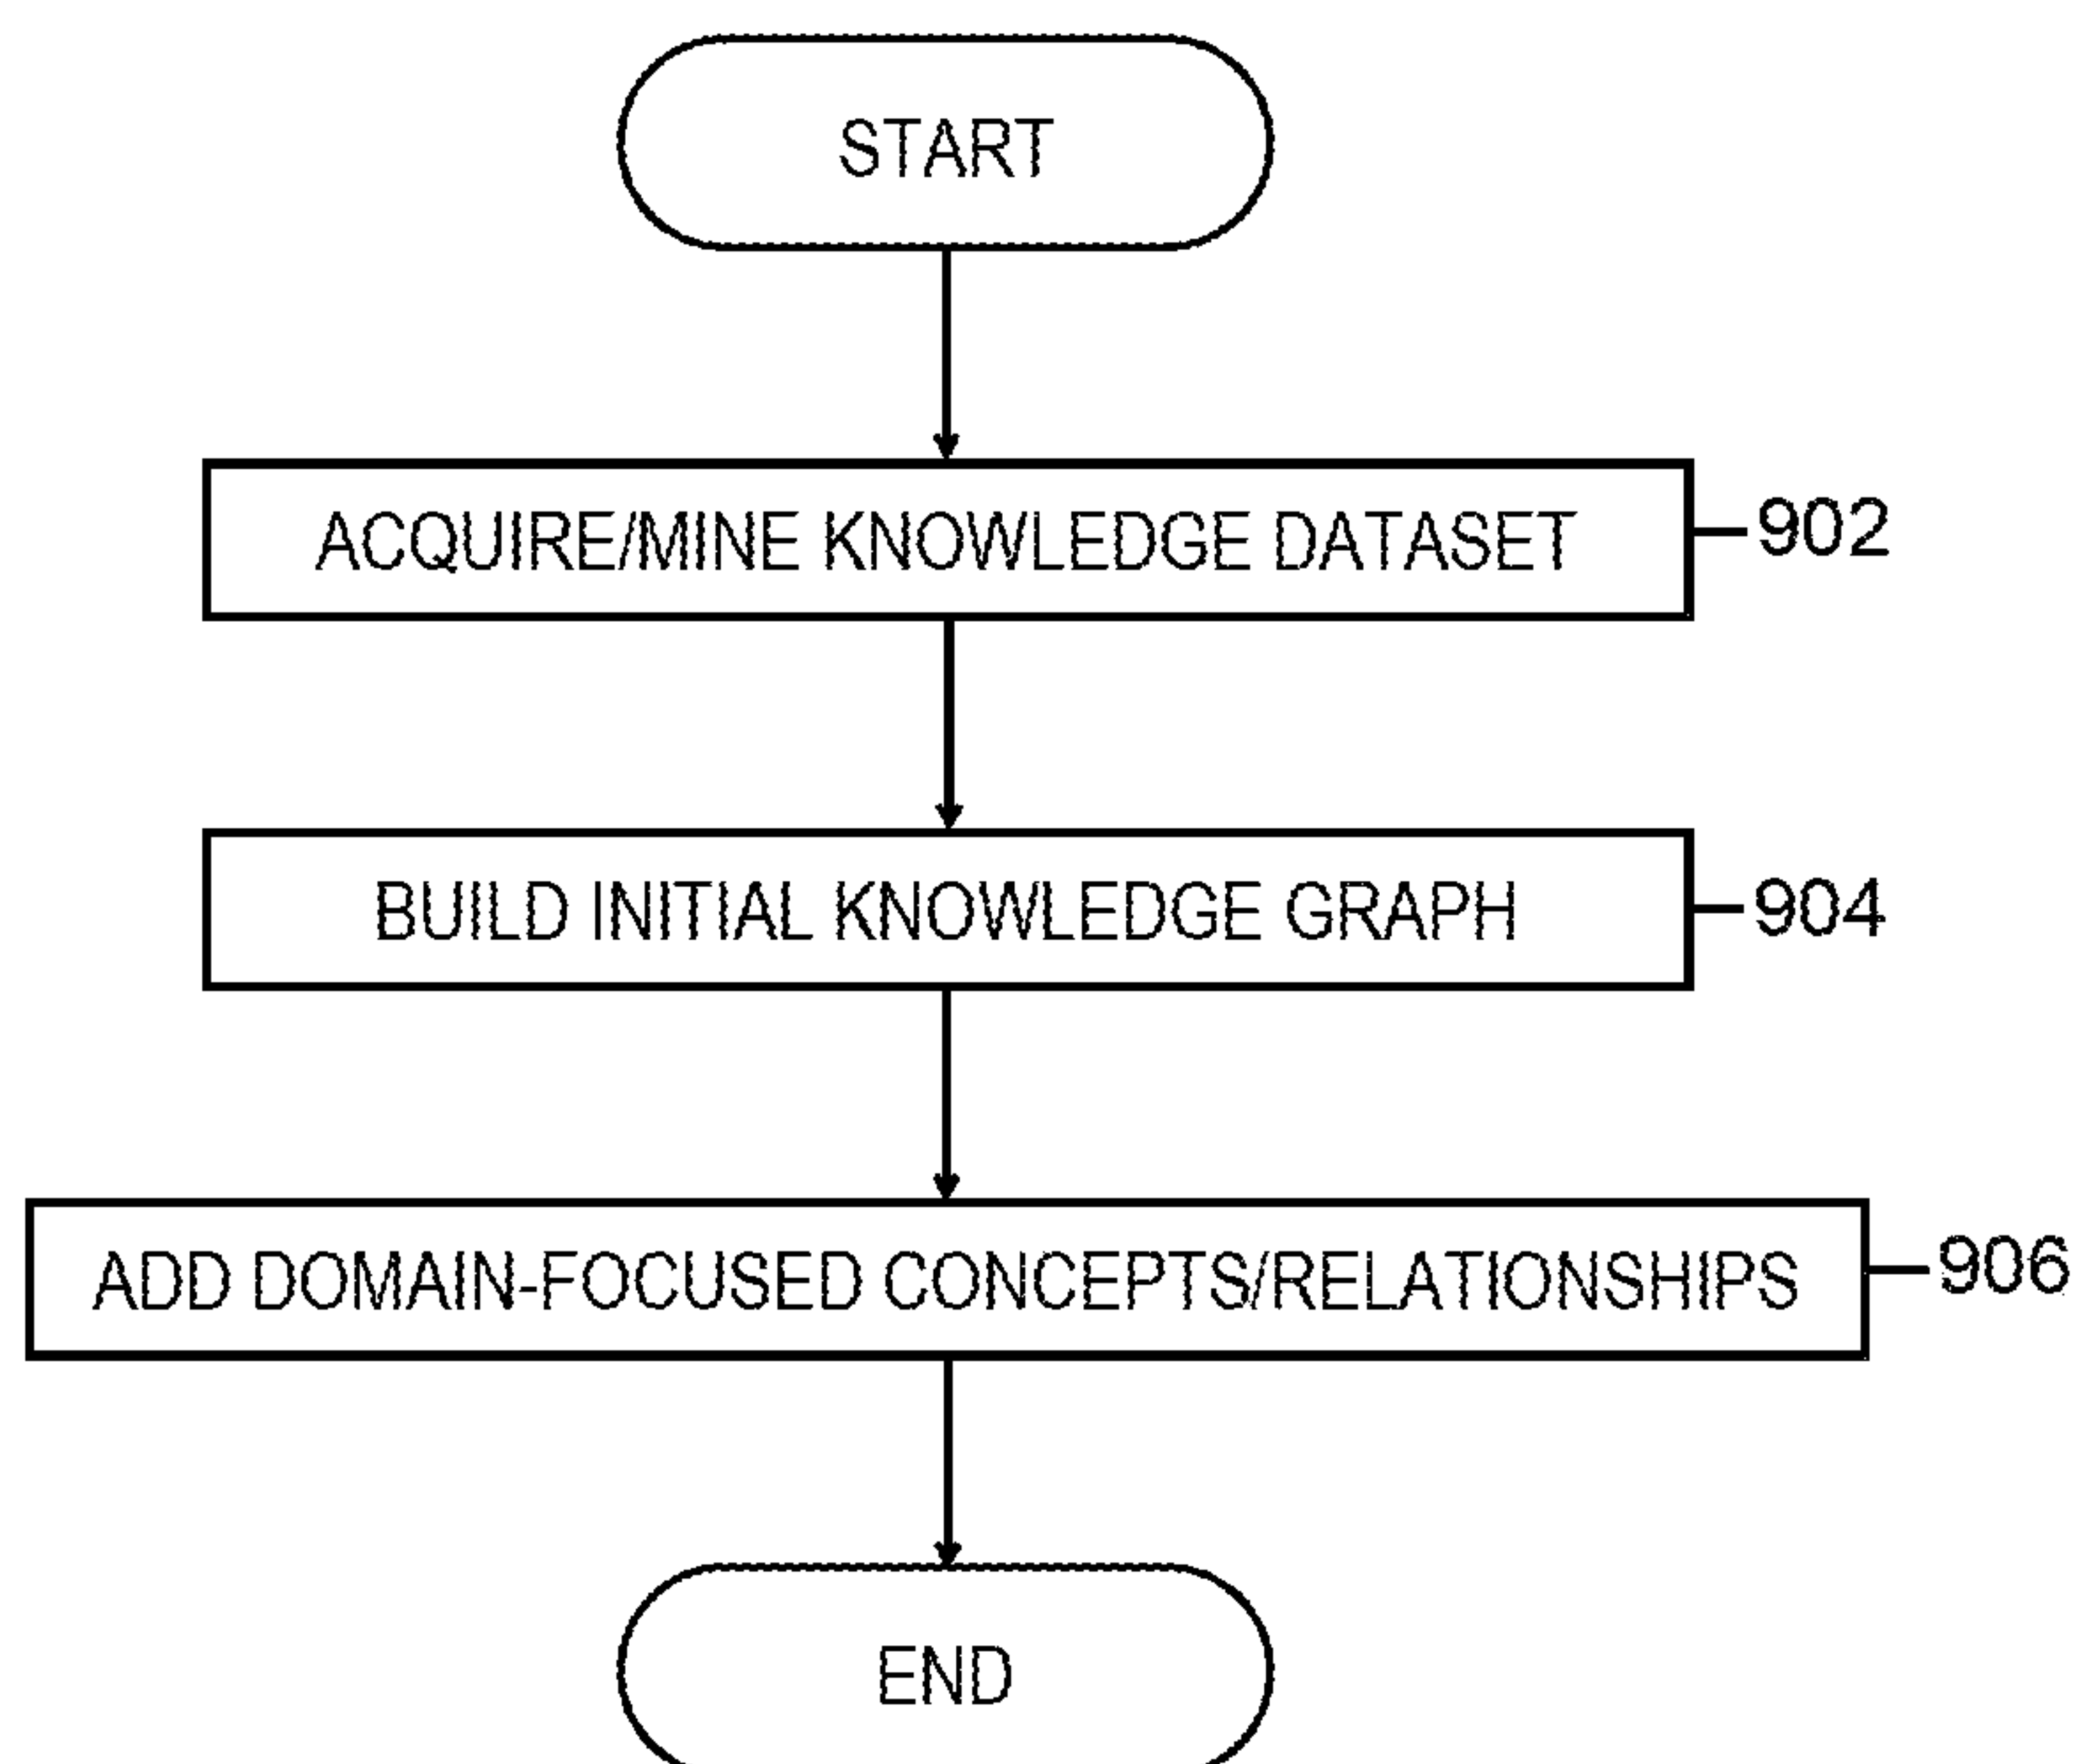 START
ACQUIRE/MINE KNOWLEDGE DATASET
902
BUILD INITIAL KNOWLEDGE GRAPH
904
ADD DOMAIN-FOCUSED CONCEPTS/RELATIONSHIPS
906
END